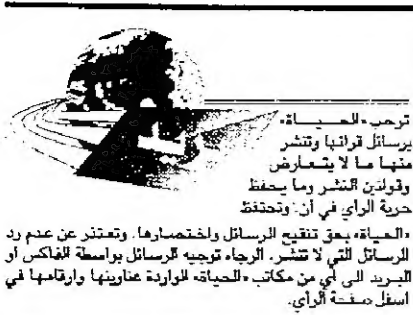 ترحب «الحيـــاة»
برسائل قرائها وتنشر
منها ما لا يتعارض
وقوانين النشر وما يحفظ
حرية الرأي في آن. وتحتفظ
«الحياة» بحق تنقيح الرسائل واختصارها. وتعتذر عن عدم رد
الرسائل التي لا تنشر. الرجاء توجيه الرسائل بواسطة الفاكس أو
البريد الى أي من مكاتب «الحياة» الواردة عناوينها وارقامها في
اسفل صفحة الرأي.